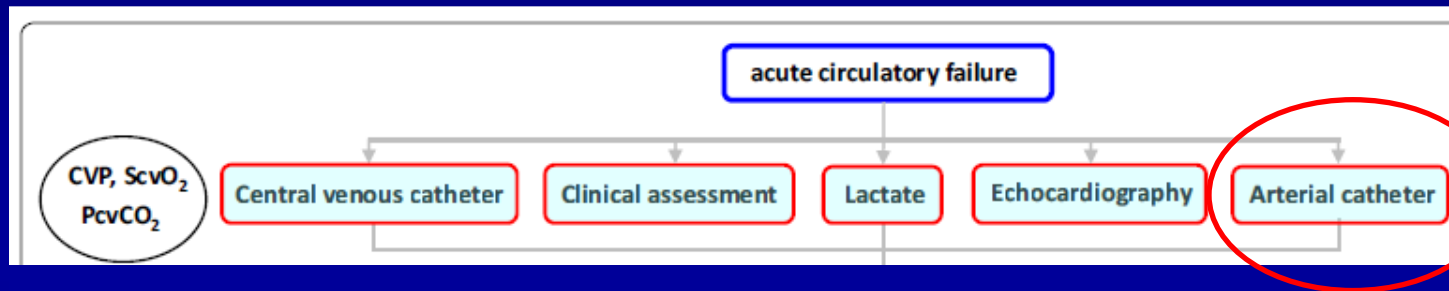 acute circulatory failure
CVP, ScvO₂
PcvCO₂
Central venous catheter
Clinical assessment
Lactate
Echocardiography
Arterial catheter